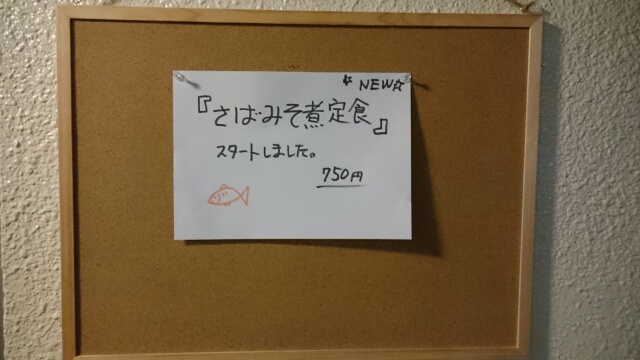 ☆NEW☆
『さば・みそ煮定食』
スタートしました。
750円